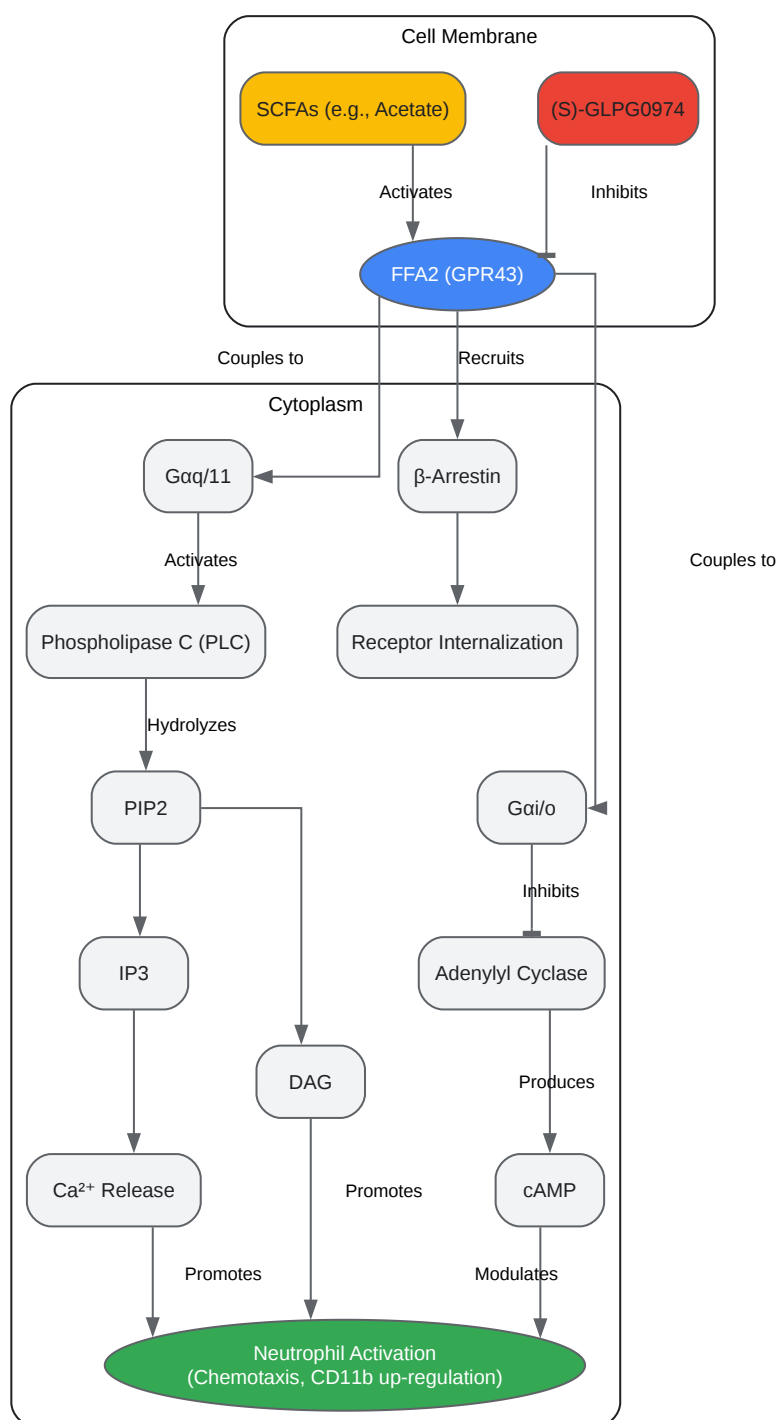 Cell Membrane
SCFAs (e.g., Acetate)
(S)-GLPG0974
Activates
Inhibits
FFA2 (GPR43)
Couples to
Recruits
Cytoplasm
Gαq/11
β-Arrestin
Activates
Couples to
Phospholipase C (PLC)
Receptor Internalization
Hydrolyzes
PIP2
Gαi/o
Inhibits
IP3
Adenylyl Cyclase
DAG
Produces
Ca²⁺ Release
Promotes
cAMP
Promotes
Modulates
Neutrophil Activation
(Chemotaxis, CD11b up-regulation)